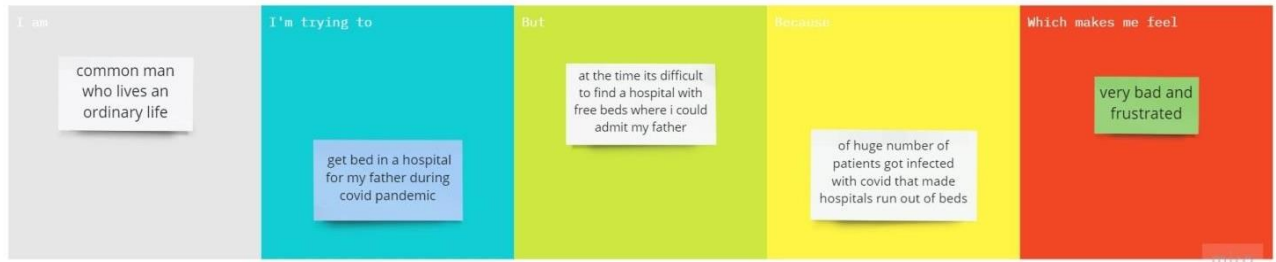 I am
common man
who lives an
ordinary life
I'm trying to
get bed in a hospital
for my father during
covid pandemic
But
at the time its difficult
to find a hospital with
free beds where i could
admit my father
Because
of huge number of
patients got infected
with covid that made
hospitals run out of beds
Which makes me feel
very bad and
frustrated